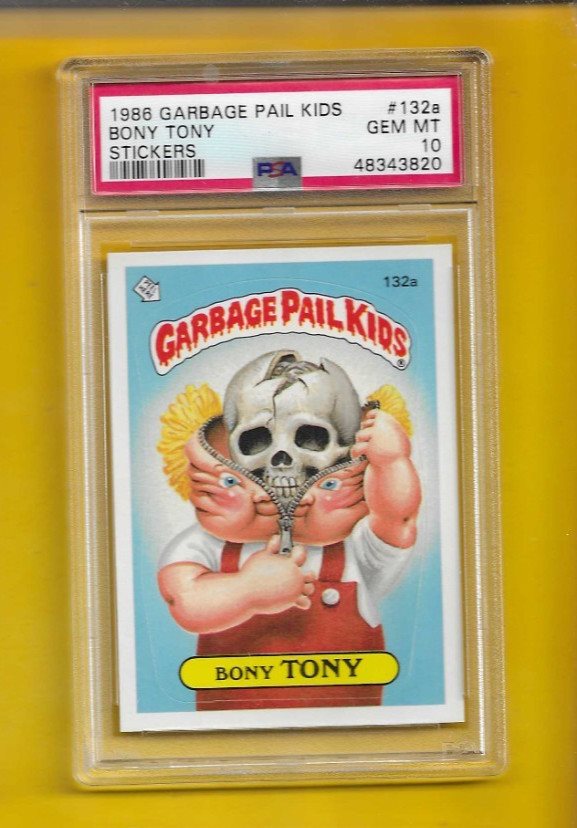 1986 GARBAGE PAIL KIDS #132a
BONY TONY GEM MT
STICKERS 10
PSA 48343820
132a
GARBAGE PAIL KIDS®
BONY TONY